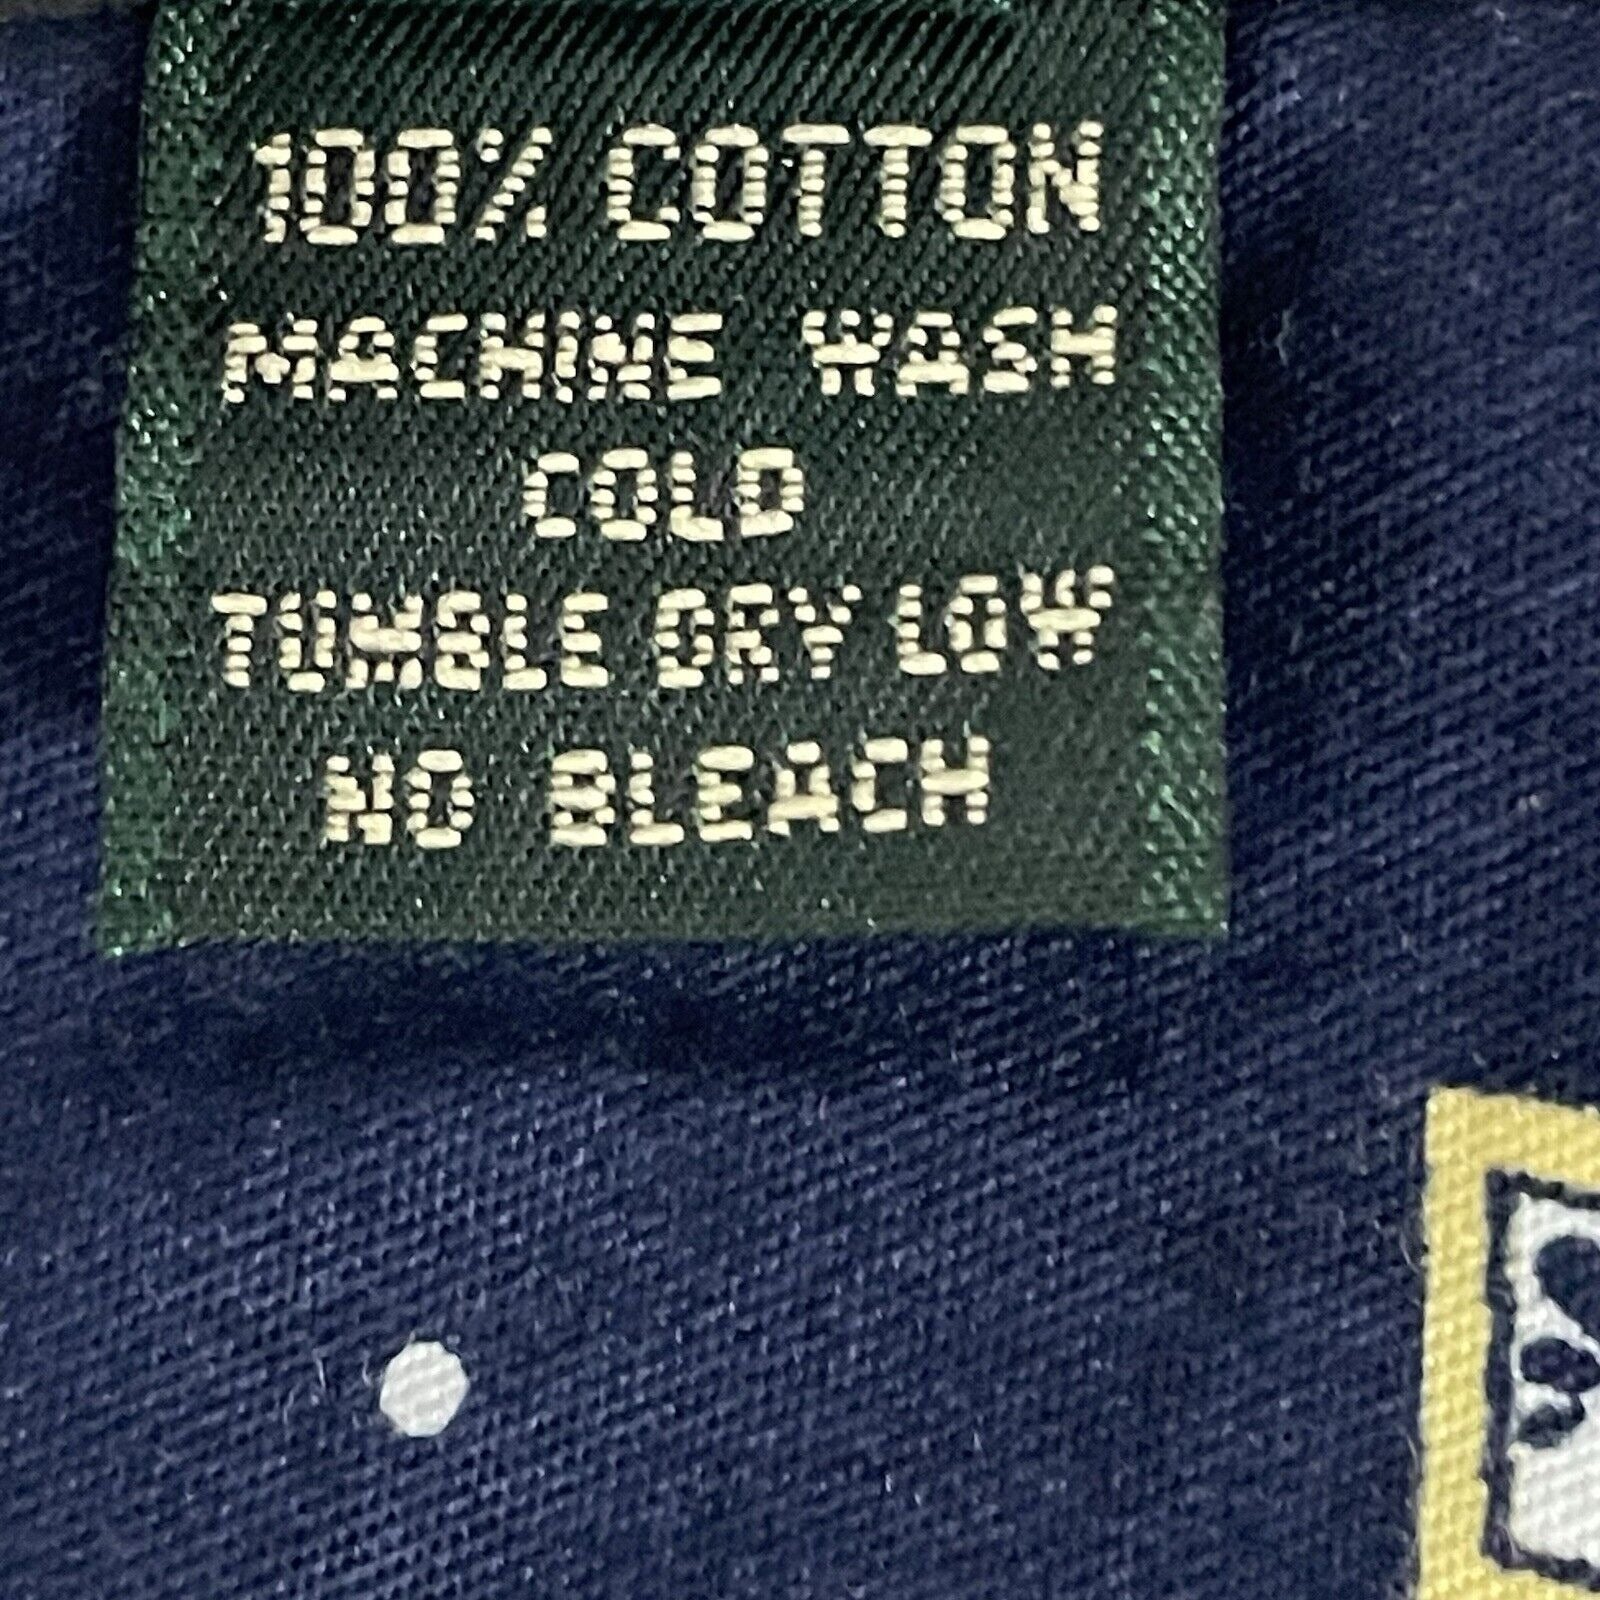 100% COTTON
MACHINE WASH
COLD
TUMBLE DRY LOW
NO BLEACH